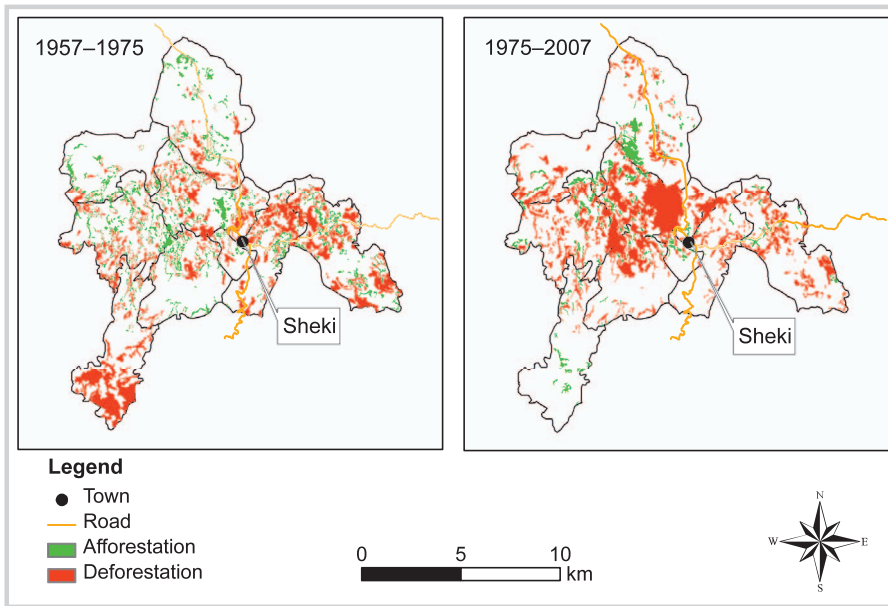 1957–1975
1975–2007
Sheki
Sheki
Legend
Town
Road
Afforestation
Deforestation
0 5 10
km
N
W E
S